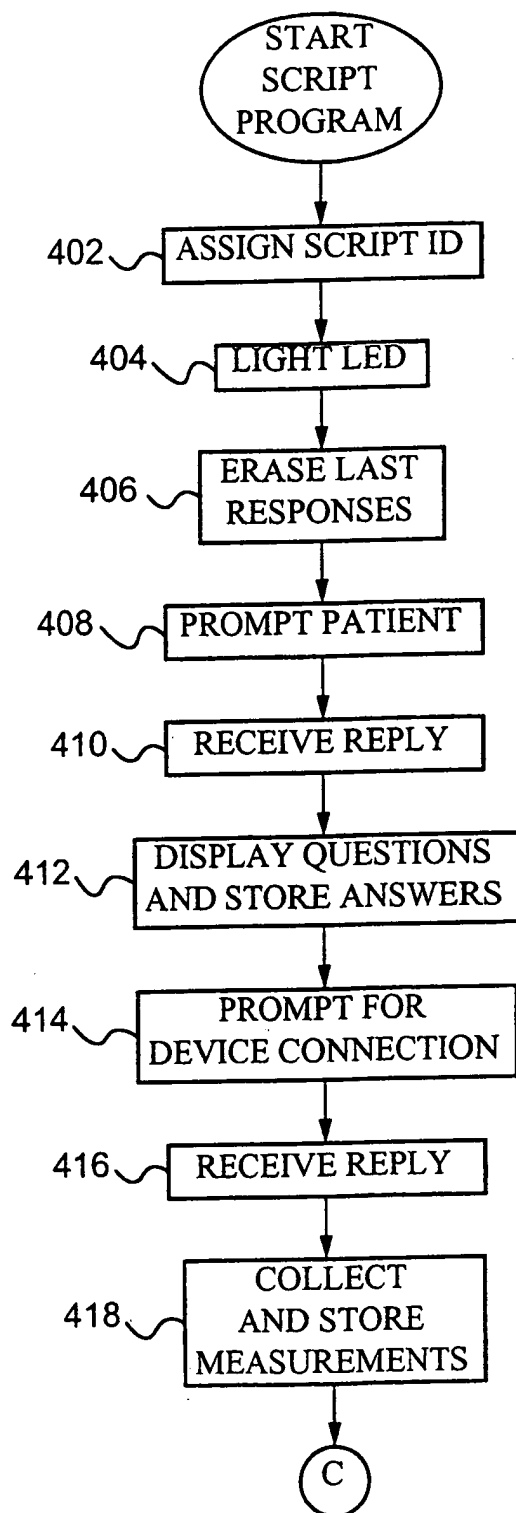 START
SCRIPT
PROGRAM
402
ASSIGN SCRIPT ID
404
LIGHT LED
406
ERASE LAST
RESPONSES
408
PROMPT PATIENT
410
RECEIVE REPLY
412
DISPLAY QUESTIONS
AND STORE ANSWERS
414
PROMPT FOR
DEVICE CONNECTION
416
RECEIVE REPLY
418
COLLECT
AND STORE
MEASUREMENTS
C